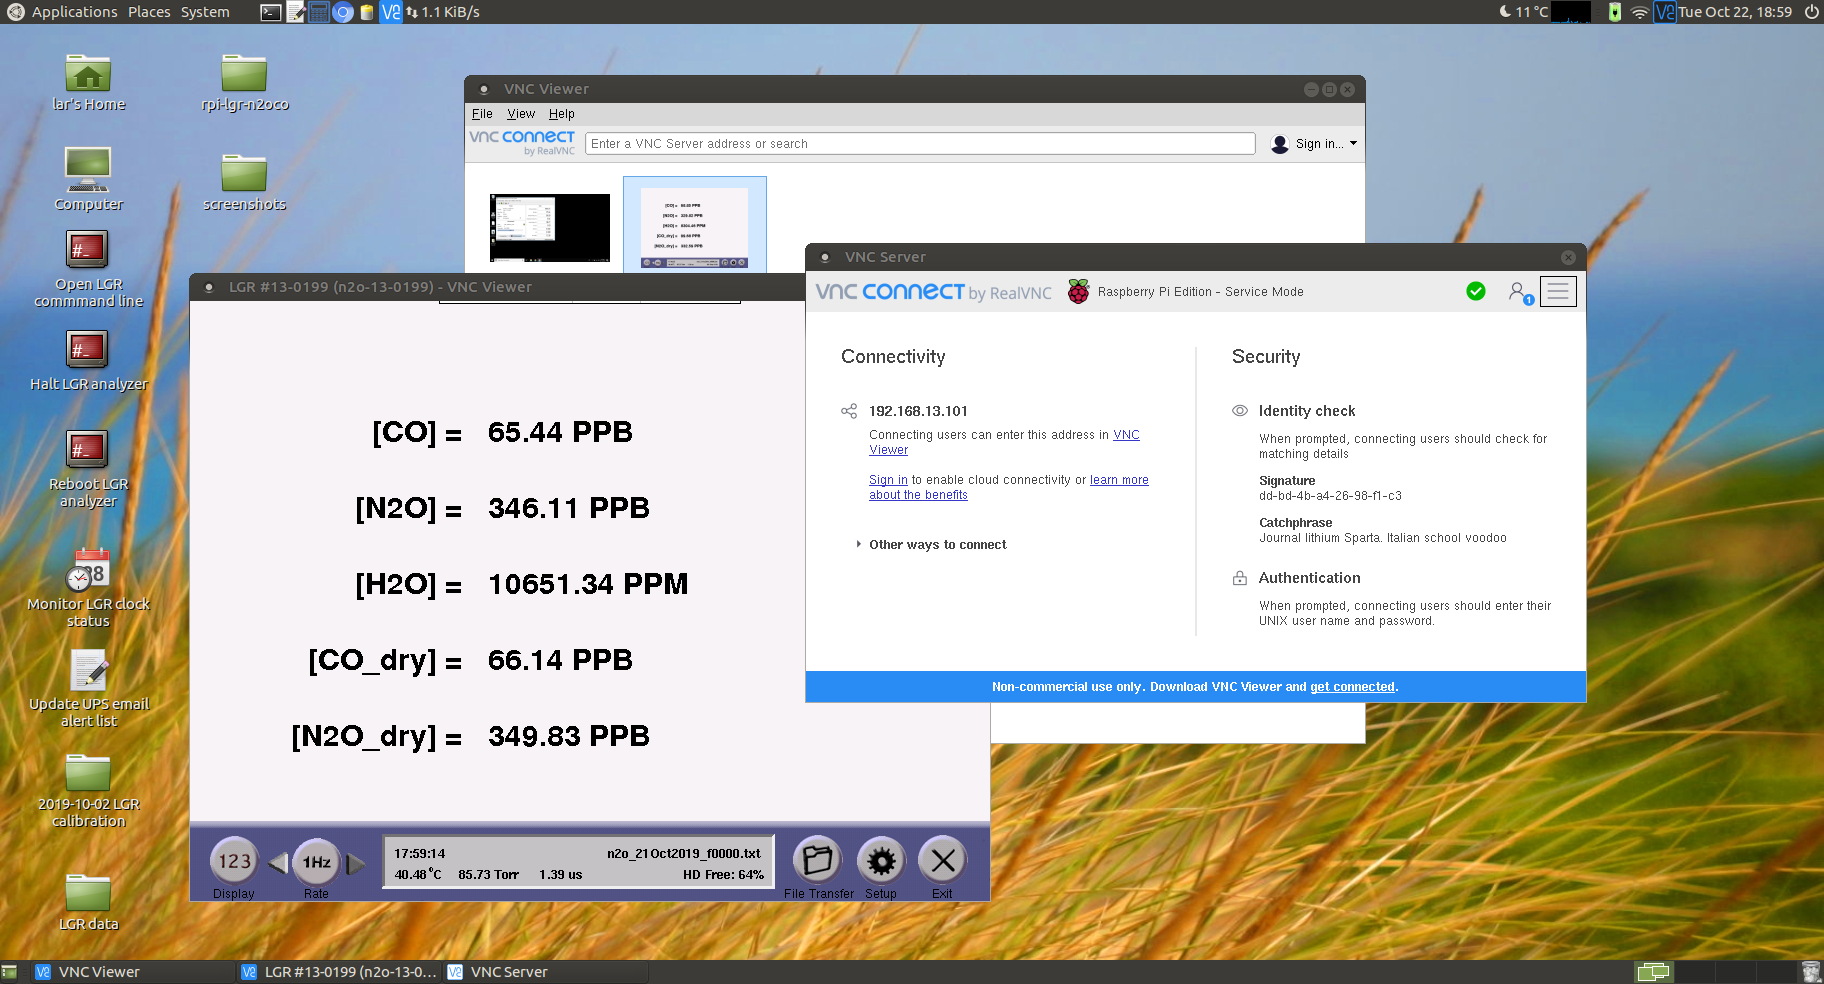 Applications Places System 1.1 KiB/s 11 °C Tue Oct 22, 18:59
lar's Home
rpi-lgr-n2oco
Computer
screenshots
Open LGR
commmand line
Halt LGR analyzer
Reboot LGR
analyzer
28
Monitor LGR clock
status
Update UPS email
alert list
2019-10-02 LGR
calibration
LGR data
VNC Viewer
File View Help
vnc connect
by RealVNC
Enter a VNC Server address or search
Sign in...
LGR #13-0199 (n2o-13-0199) - VNC Viewer
[CO] = 65.44 PPB
[N2O] = 346.11 PPB
[H2O] = 10651.34 PPM
[CO_dry] = 66.14 PPB
[N2O_dry] = 349.83 PPB
123
Display
1Hz
Rate
17:59:14 n2o_21Oct2019_f0000.txt
40.48 °C 85.73 Torr 1.39 us HD Free: 64%
File Transfer
Setup
Exit
VNC Server
vnc connect by RealVNC Raspberry Pi Edition - Service Mode
1
Connectivity
192.168.13.101
Connecting users can enter this address in VNC
Viewer
Sign in to enable cloud connectivity or learn more
about the benefits
Other ways to connect
Security
Identity check
When prompted, connecting users should check for
matching details
Signature
dd-bd-4b-a4-26-98-f1-c3
Catchphrase
Journal lithium Sparta. Italian school voodoo
Authentication
When prompted, connecting users should enter their
UNIX user name and password.
Non-commercial use only. Download VNC Viewer and get connected.
VNC Viewer
LGR #13-0199 (n2o-13-0...
VNC Server